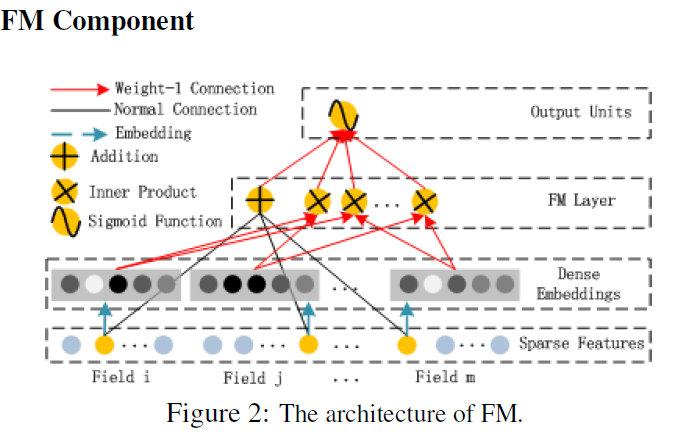 FM Component
Weight-1 Connection
Normal Connection
Embedding
Addition
Inner Product
Sigmoid Function
Output Units
FM Layer
...
Dense
Embeddings
...
Sparse Features
... ... ... ...
Field i Field j ... Field m
Figure 2: The architecture of FM.